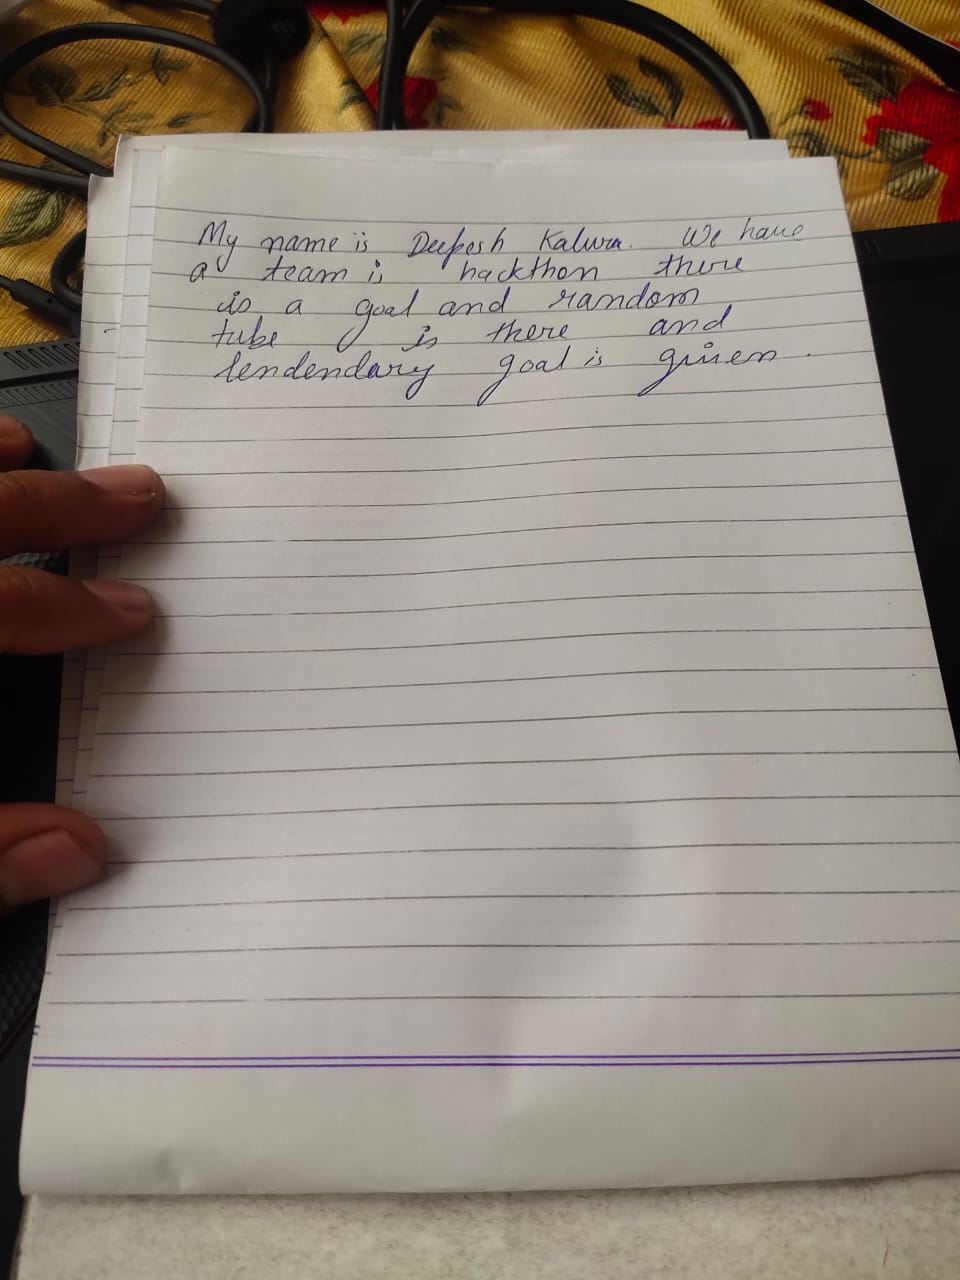 My name is Deepesh Kalura. We have
a team is hackthon there
is a goal and random
tube is there and
lendendary goal is given.